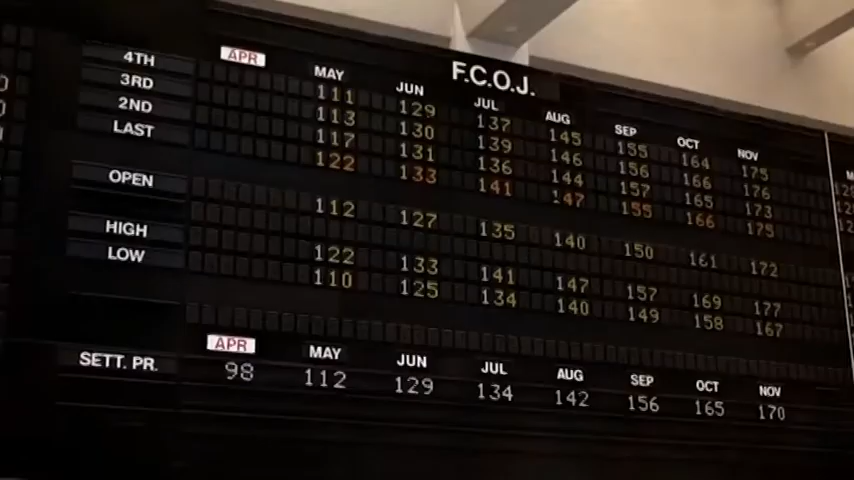 F.C.O.J.
APR MAY JUN JUL AUG SEP OCT NOV
4TH 111 129 137 145 155 164 175
3RD 113 130 139 146 156 166 176
2ND 117 131 136 144 157 165 173
LAST 122 133 141 147 155 166 175
OPEN 112 127 135 140 150 161 172
HIGH 122 133 141 147 157 169 177
LOW 110 125 134 140 149 158 167
APR MAY JUN JUL AUG SEP OCT NOV
SETT. PR. 98 112 129 134 142 156 165 170